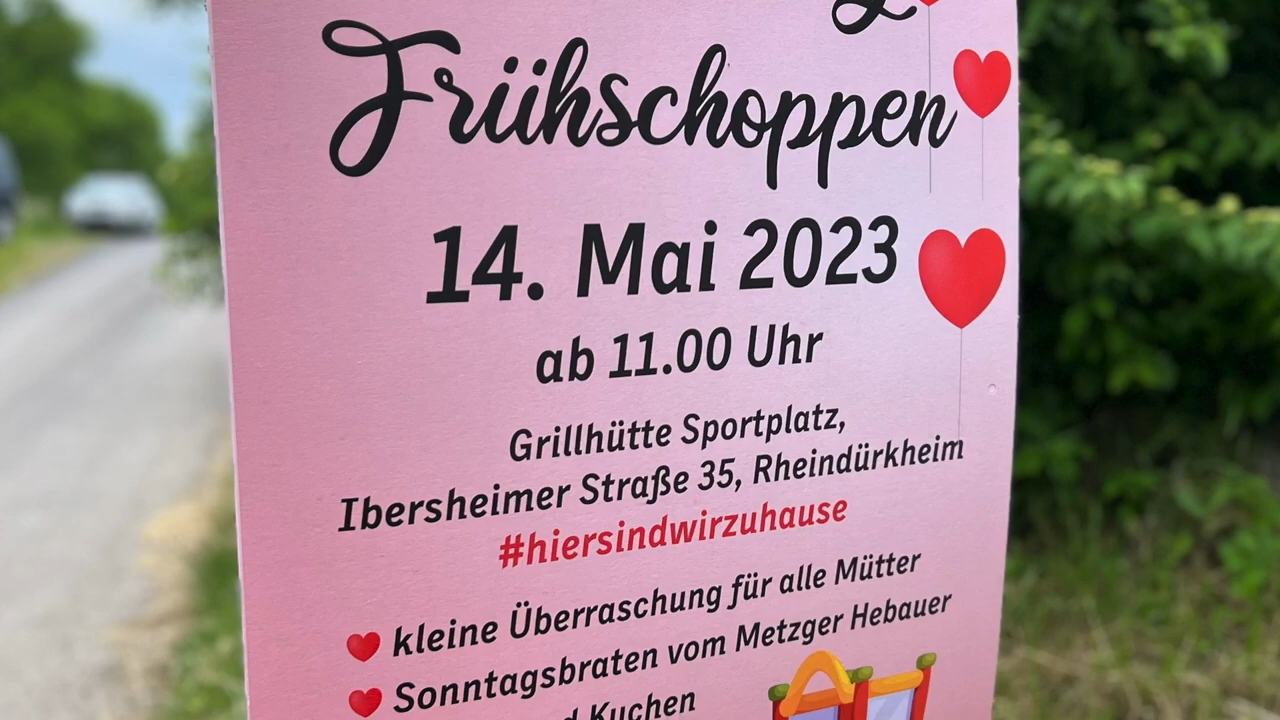 Frühschoppen
14. Mai 2023
ab 11.00 Uhr
Grillhütte Sportplatz,
Ibersheimer Straße 35, Rheindürkheim
#hiersindwirzuhause
kleine Überraschung für alle Mütter
Sonntagsbraten vom Metzger Hebauer
Kuchen